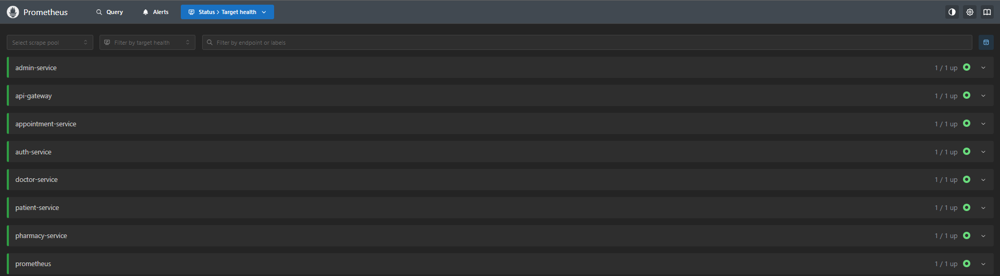 Prometheus Query Alerts Status > Target health
Select scrape pool Filter by target health Filter by endpoint or labels
admin-service 1 / 1 up
api-gateway 1 / 1 up
appointment-service 1 / 1 up
auth-service 1 / 1 up
doctor-service 1 / 1 up
patient-service 1 / 1 up
pharmacy-service 1 / 1 up
prometheus 1 / 1 up